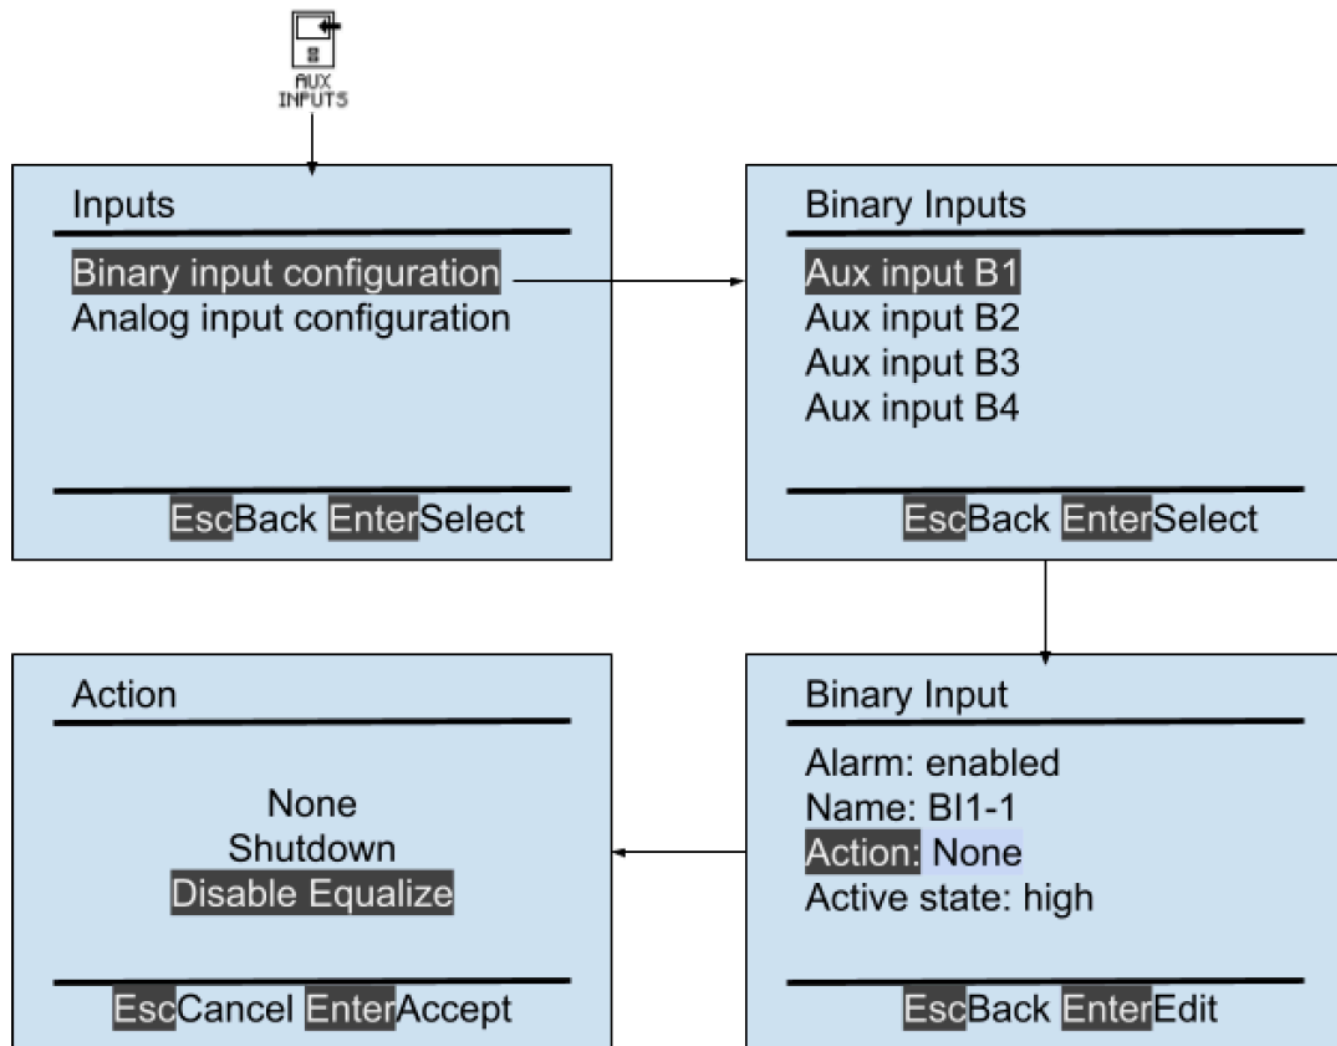 AUX
INPUTS
Inputs
Binary input configuration
Analog input configuration
EscBack EnterSelect
Binary Inputs
Aux input B1
Aux input B2
Aux input B3
Aux input B4
EscBack EnterSelect
Action
None
Shutdown
Disable Equalize
EscCancel EnterAccept
Binary Input
Alarm: enabled
Name: BI1-1
Action: None
Active state: high
EscBack EnterEdit